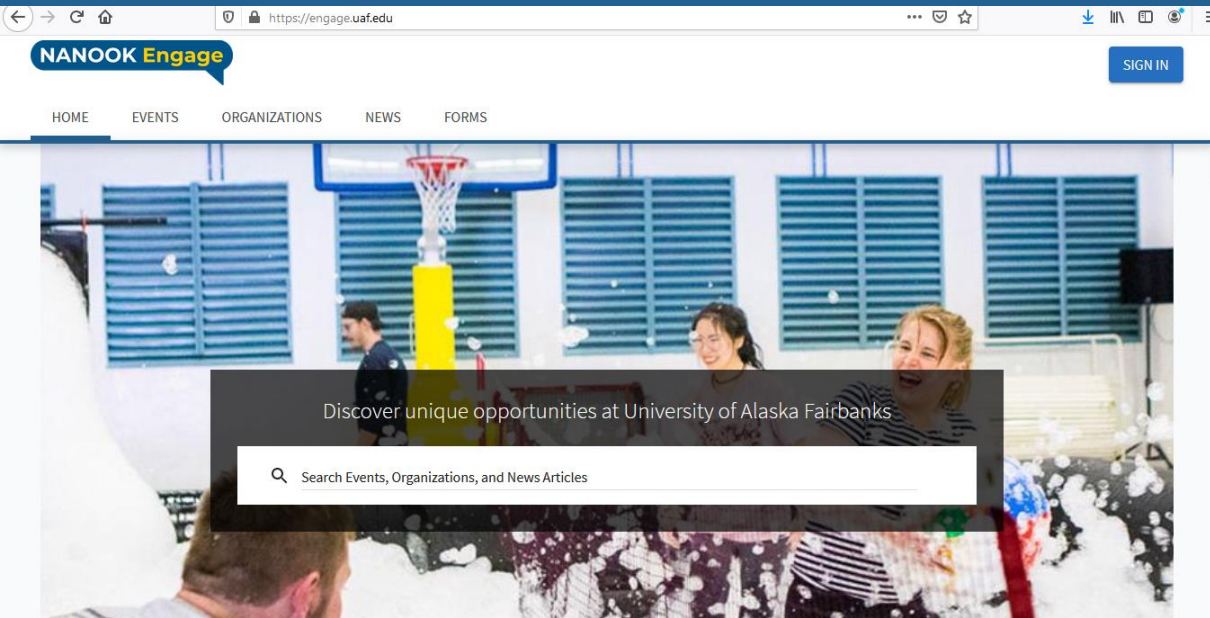 https://engage.uaf.edu
NANOOK Engage
SIGN IN
HOME EVENTS ORGANIZATIONS NEWS FORMS
Discover unique opportunities at University of Alaska Fairbanks
Search Events, Organizations, and News Articles